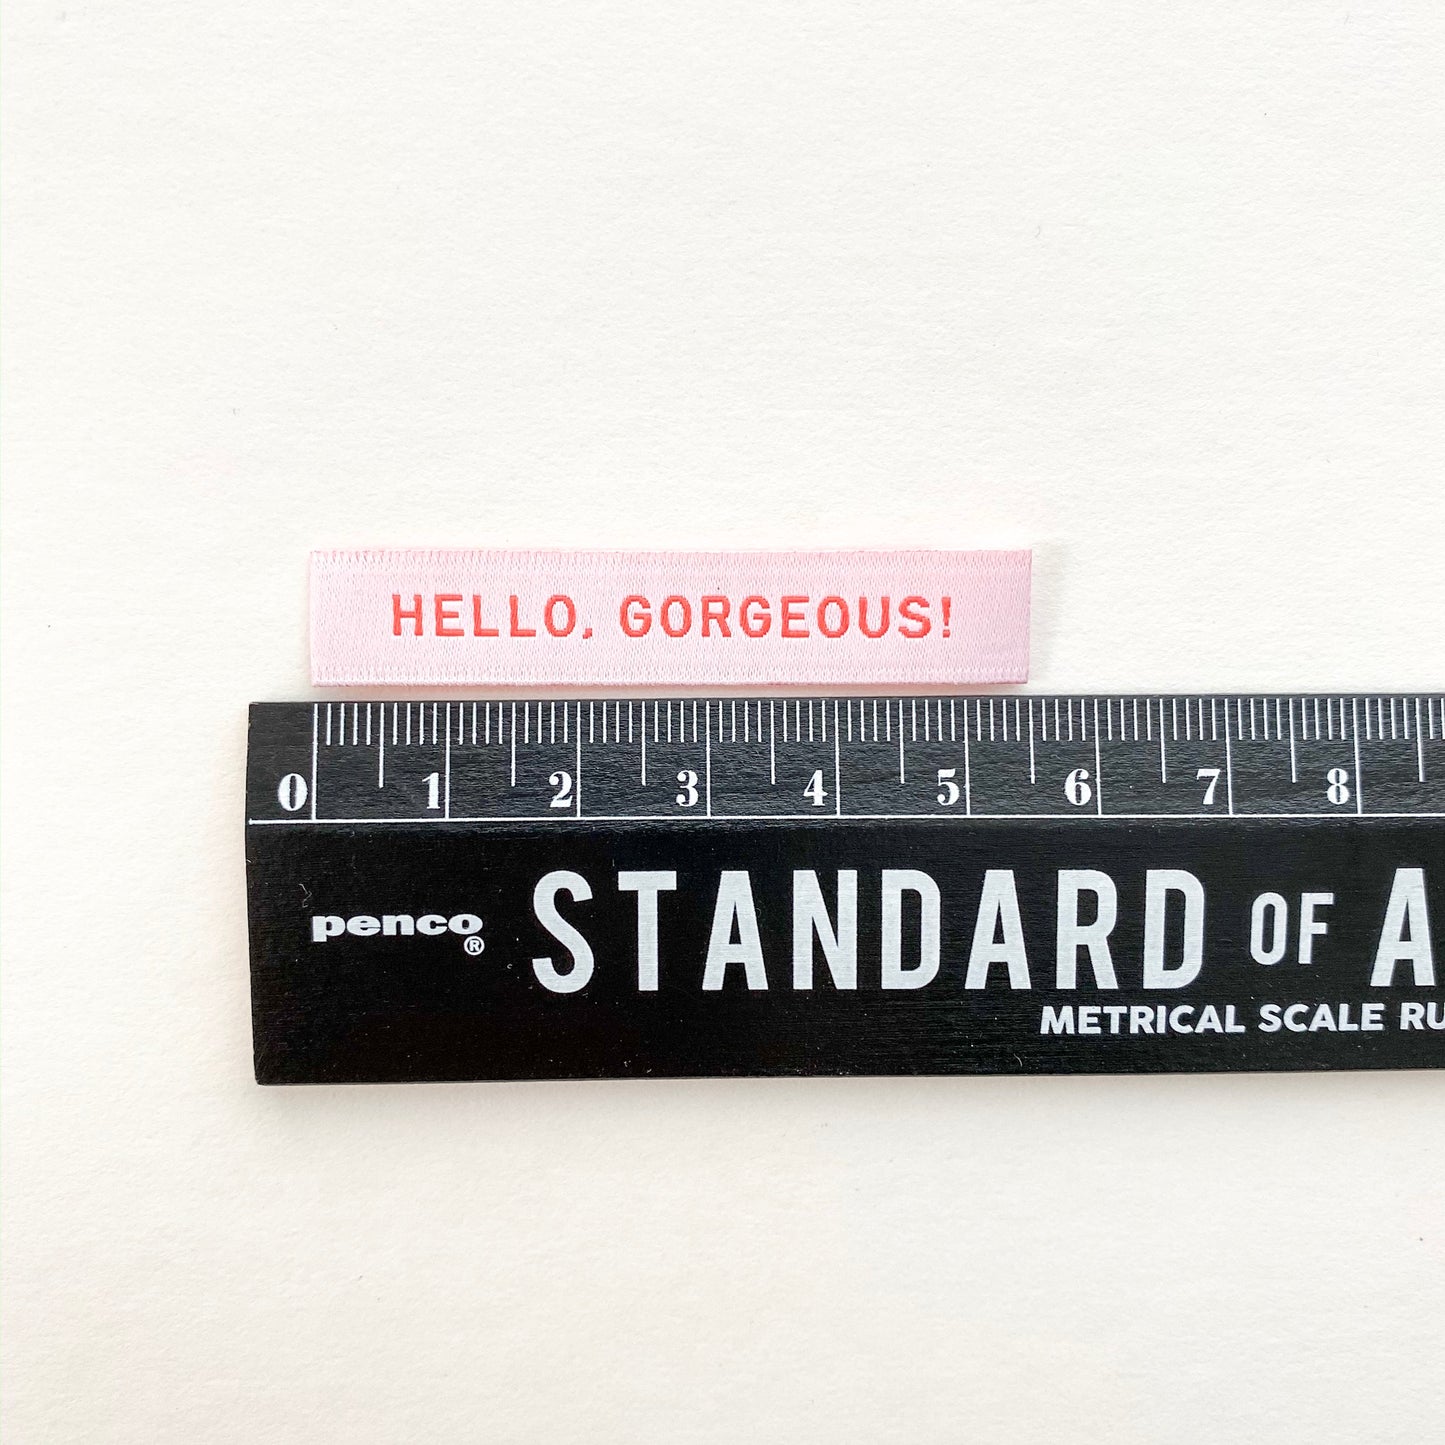 HELLO, GORGEOUS!
0 1 2 3 4 5 6 7 8
penco®
STANDARD OF A
METRICAL SCALE RU